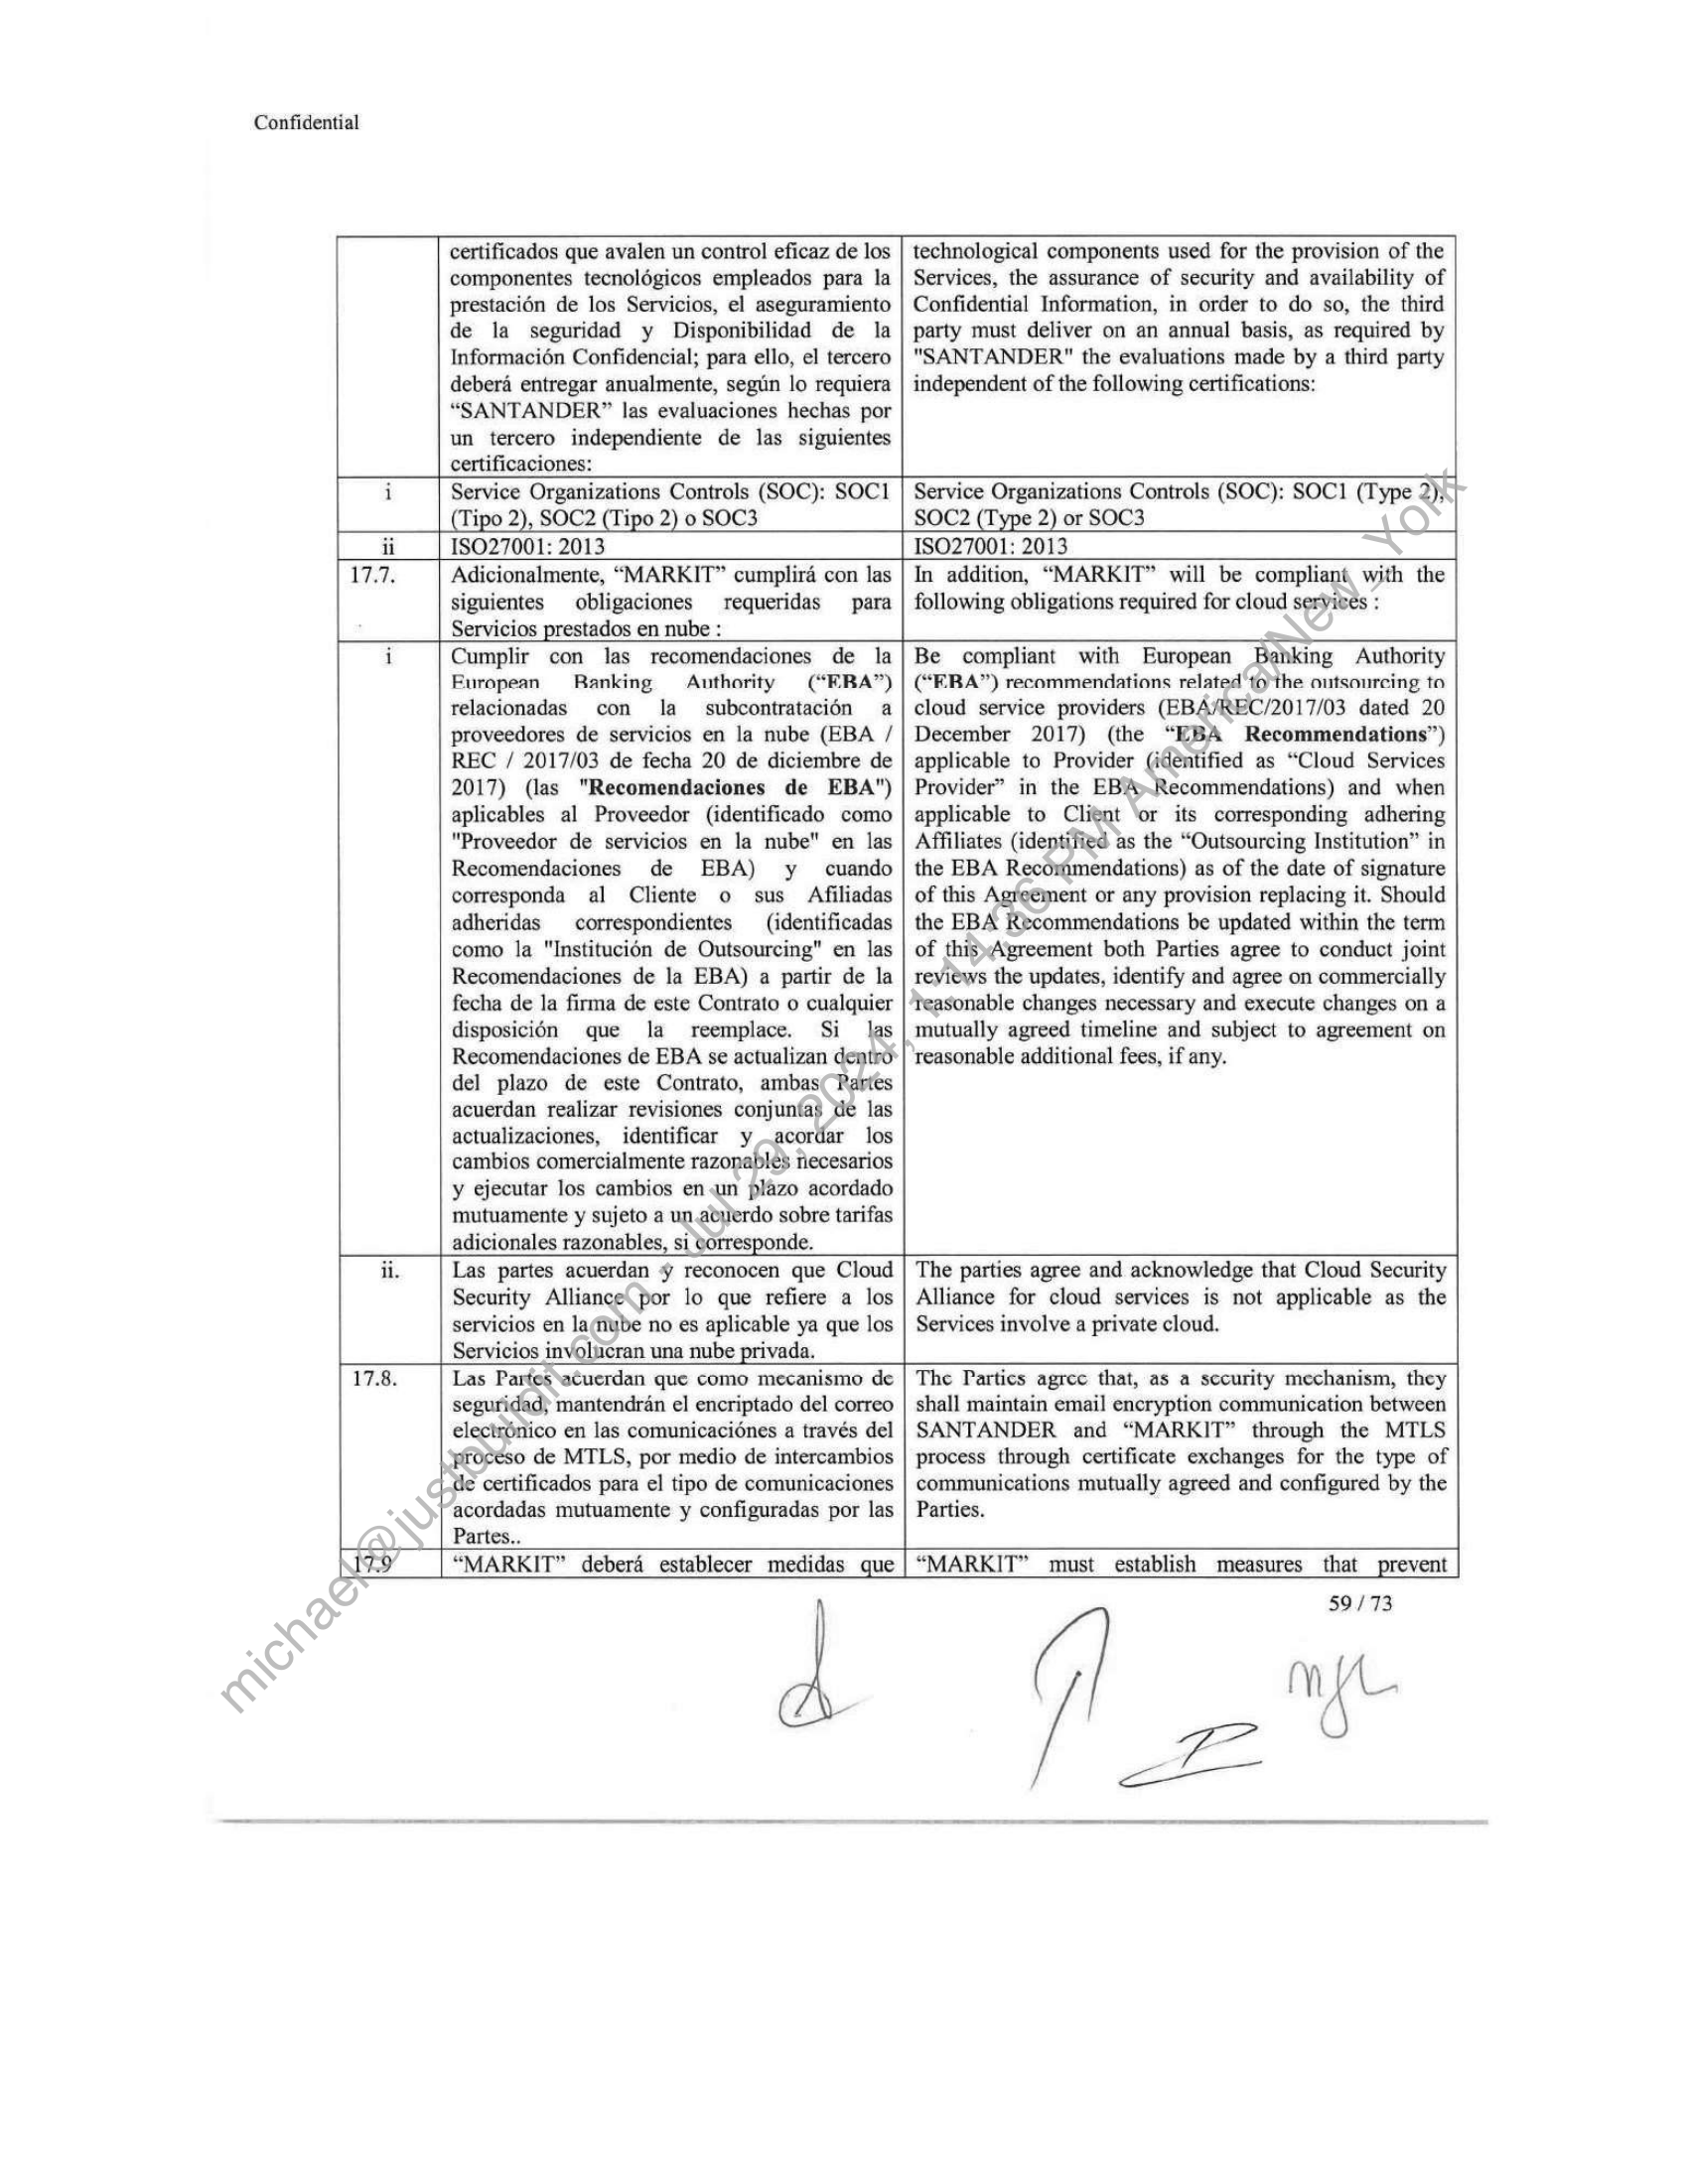 Confidential
certificados que avalen un control eficaz de los
componentes tecnológicos empleados para la
prestación de los Servicios, el aseguramiento
de la seguridad y Disponibilidad de la
Información Confidencial; para ello, el tercero
deberá entregar anualmente, según lo requiera
“SANTANDER” las evaluaciones hechas por
un tercero independiente de las siguientes
certificaciones:
technological components used for the provision of the
Services, the assurance of security and availability of
Confidential Information, in order to do so, the third
party must deliver on an annual basis, as required by
"SANTANDER" the evaluations made by a third party
independent of the following certifications:
i
Service Organizations Controls (SOC): SOC1
(Tipo 2), SOC2 (Tipo 2) o SOC3
Service Organizations Controls (SOC): SOC1 (Type 2),
SOC2 (Type 2) or SOC3
ii
ISO27001: 2013
ISO27001: 2013
17.7.
Adicionalmente, “MARKIT” cumplirá con las
siguientes obligaciones requeridas para
Servicios prestados en nube :
In addition, “MARKIT” will be compliant with the
following obligations required for cloud services :
i
Cumplir con las recomendaciones de la
European Banking Authority (“EBA”)
relacionadas con la subcontratación a
proveedores de servicios en la nube (EBA /
REC / 2017/03 de fecha 20 de diciembre de
2017) (las "Recomendaciones de EBA")
aplicables al Proveedor (identificado como
"Proveedor de servicios en la nube" en las
Recomendaciones de EBA) y cuando
corresponda al Cliente o sus Afiliadas
adheridas correspondientes (identificadas
como la "Institución de Outsourcing" en las
Recomendaciones de la EBA) a partir de la
fecha de la firma de este Contrato o cualquier
disposición que la reemplace. Si las
Recomendaciones de EBA se actualizan dentro
del plazo de este Contrato, ambas Partes
acuerdan realizar revisiones conjuntas de las
actualizaciones, identificar y acordar los
cambios comercialmente razonables necesarios
y ejecutar los cambios en un plazo acordado
mutuamente y sujeto a un acuerdo sobre tarifas
adicionales razonables, si corresponde.
Be compliant with European Banking Authority
(“EBA”) recommendations related to the outsourcing to
cloud service providers (EBA/REC/2017/03 dated 20
December 2017) (the “EBA Recommendations”)
applicable to Provider (identified as “Cloud Services
Provider” in the EBA Recommendations) and when
applicable to Client or its corresponding adhering
Affiliates (identified as the “Outsourcing Institution” in
the EBA Recommendations) as of the date of signature
of this Agreement or any provision replacing it. Should
the EBA Recommendations be updated within the term
of this Agreement both Parties agree to conduct joint
reviews the updates, identify and agree on commercially
reasonable changes necessary and execute changes on a
mutually agreed timeline and subject to agreement on
reasonable additional fees, if any.
ii.
Las partes acuerdan y reconocen que Cloud
Security Alliance por lo que refiere a los
servicios en la nube no es aplicable ya que los
Servicios involucran una nube privada.
The parties agree and acknowledge that Cloud Security
Alliance for cloud services is not applicable as the
Services involve a private cloud.
17.8.
Las Partes acuerdan que como mecanismo de
seguridad, mantendrán el encriptado del correo
electrónico en las comunicaciónes a través del
proceso de MTLS, por medio de intercambios
de certificados para el tipo de comunicaciones
acordadas mutuamente y configuradas por las
Partes..
The Parties agree that, as a security mechanism, they
shall maintain email encryption communication between
SANTANDER and “MARKIT” through the MTLS
process through certificate exchanges for the type of
communications mutually agreed and configured by the
Parties.
17.9
“MARKIT” deberá establecer medidas que
“MARKIT” must establish measures that prevent
59 / 73
michael@justbuildit.com - Jul 29, 2024, 1:14:36 PM America/New_York